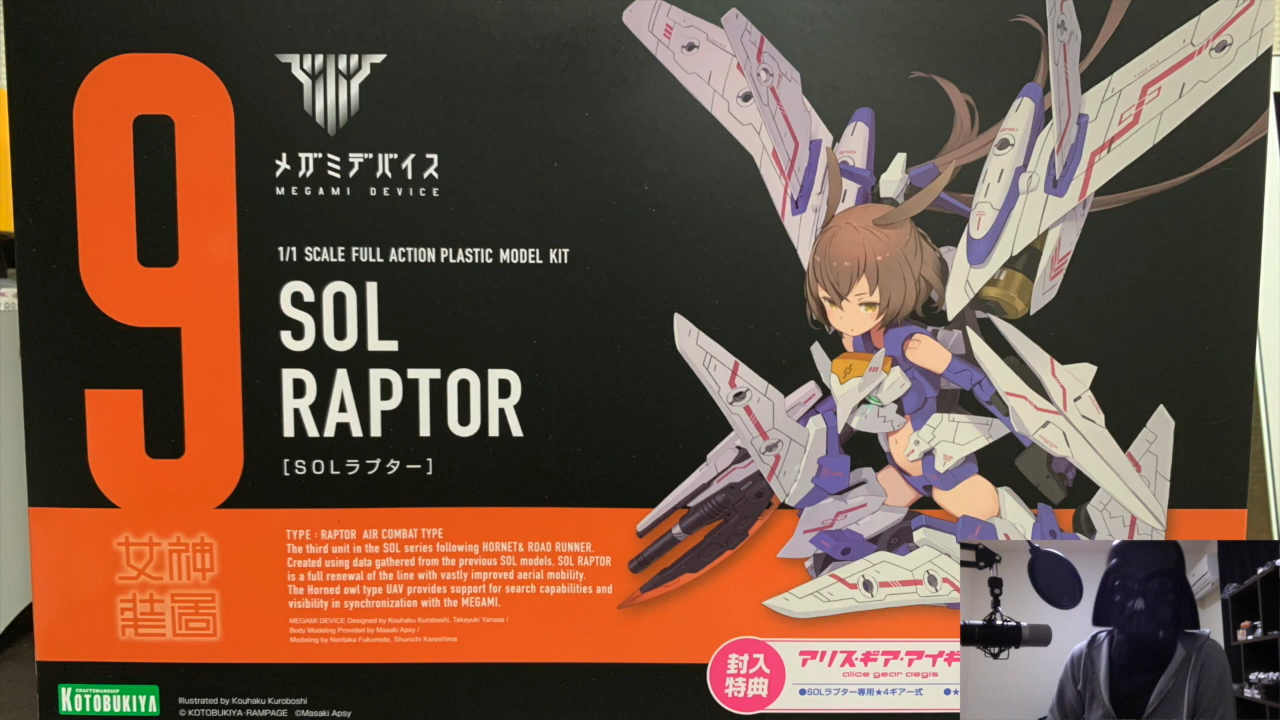 9
メガミデバイス
MEGAMI DEVICE
1/1 SCALE FULL ACTION PLASTIC MODEL KIT
SOL
RAPTOR
[SOLラプター]
女神
装置
TYPE : RAPTOR AIR COMBAT TYPE
The third unit in the SOL series following HORNET& ROAD RUNNER.
Created using data gathered from the previous SOL models, SOL RAPTOR
is a full renewal of the line with vastly improved aerial mobility.
The Horned owl type UAV provides support for search capabilities and
visibility in synchronization with the MEGAMI.
MEGAMI DEVICE Designed by Kouhaku Kuroboshi, Takayuki Yanase /
Body Modeling Provided by Masaki Apsy /
Modeling by Noritaka Fukumoto, Shunichi Karashima
封入
特典
アリス・ギア・アイギ
alice gear aegis
●SOLラプター専用★4ギアー式 ●★
CRAFTSMANSHIP
KOTOBUKIYA
Illustrated by Kouhaku Kuroboshi
© KOTOBUKIYA・RAMPAGE ©Masaki Apsy